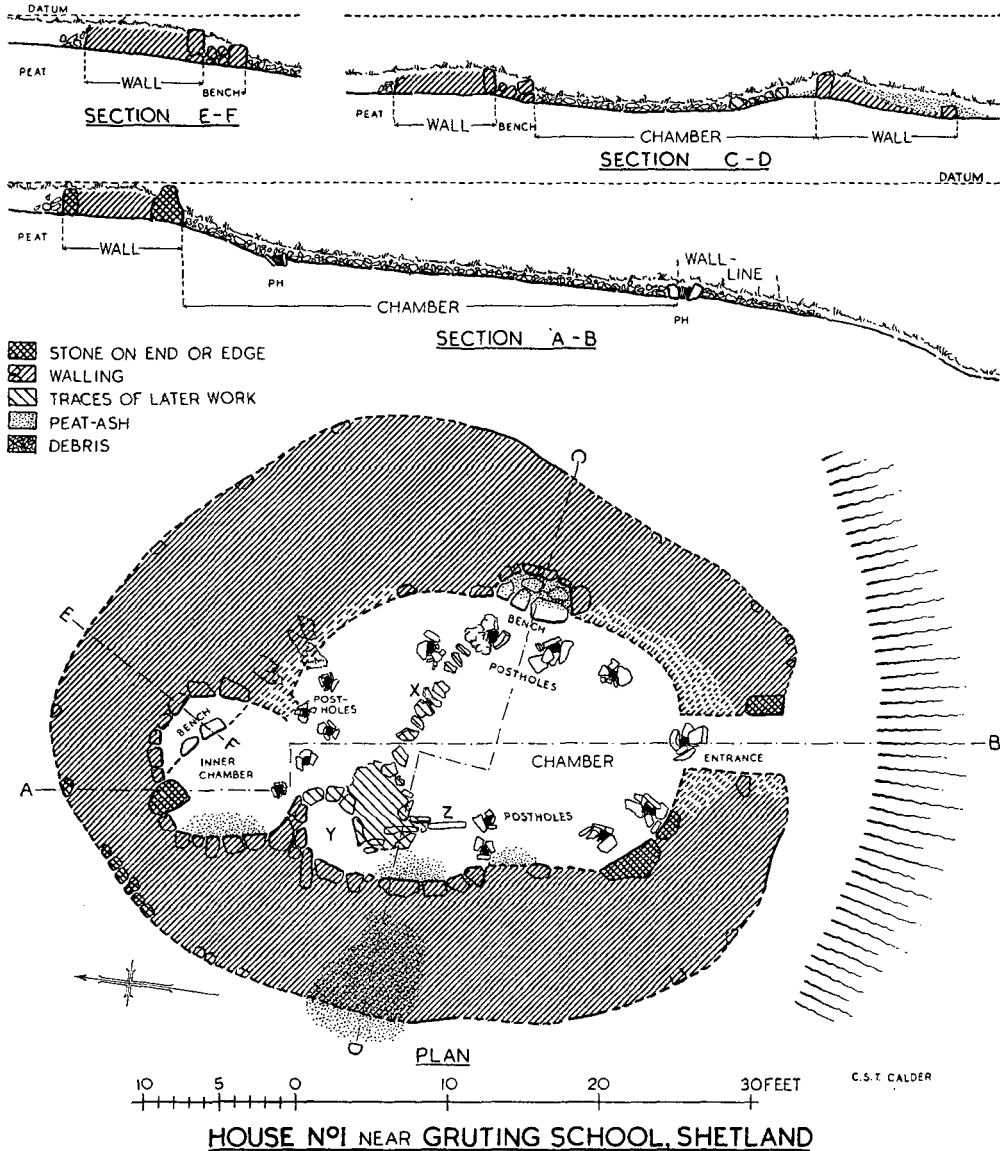 DATUM
PEAT
WALL
BENCH
SECTION E-F
PEAT
WALL
BENCH
CHAMBER
WALL
SECTION C-D
DATUM
PEAT
WALL
PH
CHAMBER
WALL-
LINE
PH
SECTION A-B
STONE ON END OR EDGE
WALLING
TRACES OF LATER WORK
PEAT-ASH
DEBRIS
C
E
BENCH
POSTHOLES
X
POST-
HOLES
BENCH
F
INNER
CHAMBER
CHAMBER
ENTRANCE
B
A
Y
Z
POSTHOLES
D
PLAN
10 5 0 10 20 30 FEET
C.S.T. CALDER
HOUSE Nº1 NEAR GRUTING SCHOOL, SHETLAND